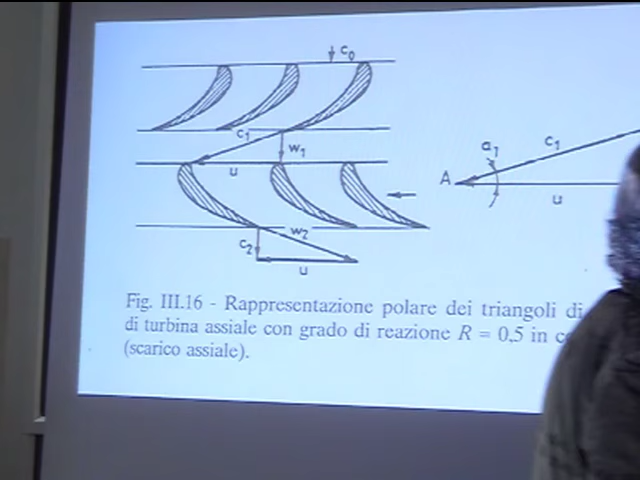 c0
c1
w1
u
w2
c2
u
a1
c1
A
u
Fig. III.16 - Rappresentazione polare dei triangoli di
di turbina assiale con grado di reazione R = 0,5 in
(scarico assiale).